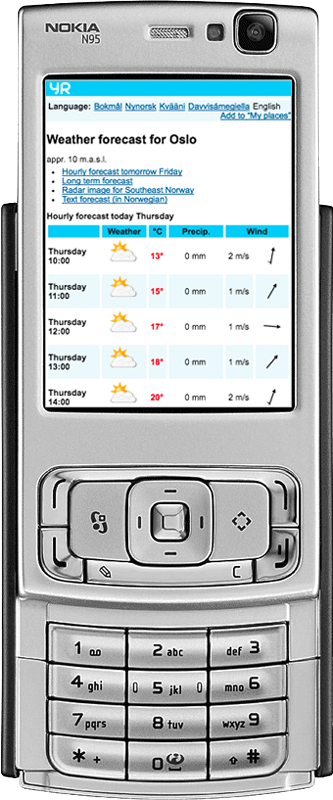 NOKIA
N95
YR
Language: Bokmål Nynorsk Kvääni Davvisámegiella English
Add to "My places"
Weather forecast for Oslo
appr. 10 m.a.s.l.
Hourly forecast tomorrow Friday
Long term forecast
Radar image for Southeast Norway
Text forecast (in Norwegian)
Hourly forecast today Thursday
Weather °C Precip. Wind
Thursday
10:00 13° 0 mm 2 m/s
Thursday
11:00 15° 0 mm 1 m/s
Thursday
12:00 17° 0 mm 1 m/s
Thursday
13:00 18° 0 mm 1 m/s
Thursday
14:00 20° 0 mm 2 m/s
C
1 2 abc def 3
4 ghi 5 jkl mno 6
7 pqrs 8 tuv wxyz 9
* + 0 #